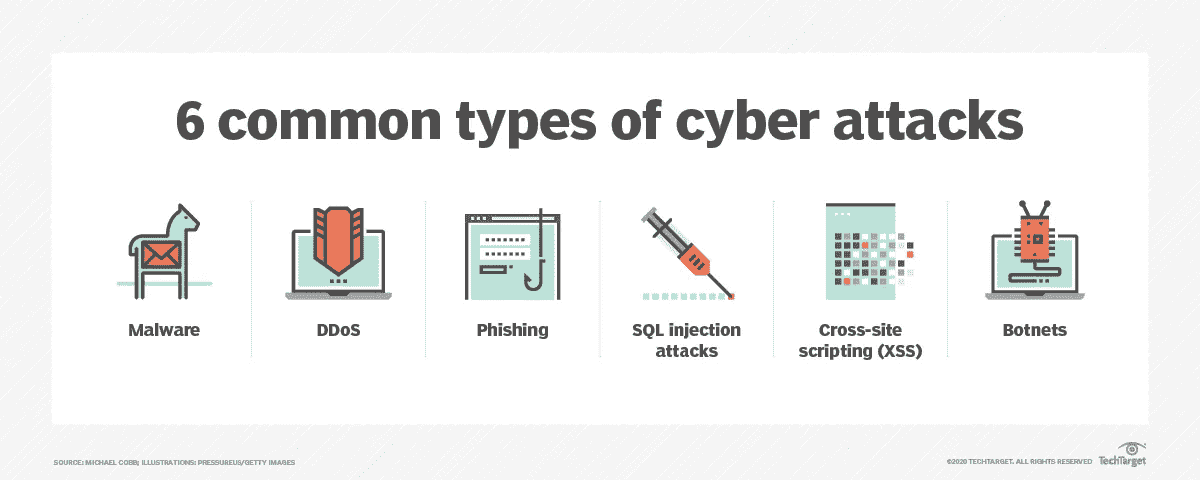 6 common types of cyber attacks
Malware
DDoS
Phishing
SQL injection
attacks
Cross-site
scripting (XSS)
Botnets
SOURCE: MICHAEL COBB; ILLUSTRATIONS: PRESSUREUS/GETTY IMAGES
©2020 TECHTARGET. ALL RIGHTS RESERVED
TechTarget